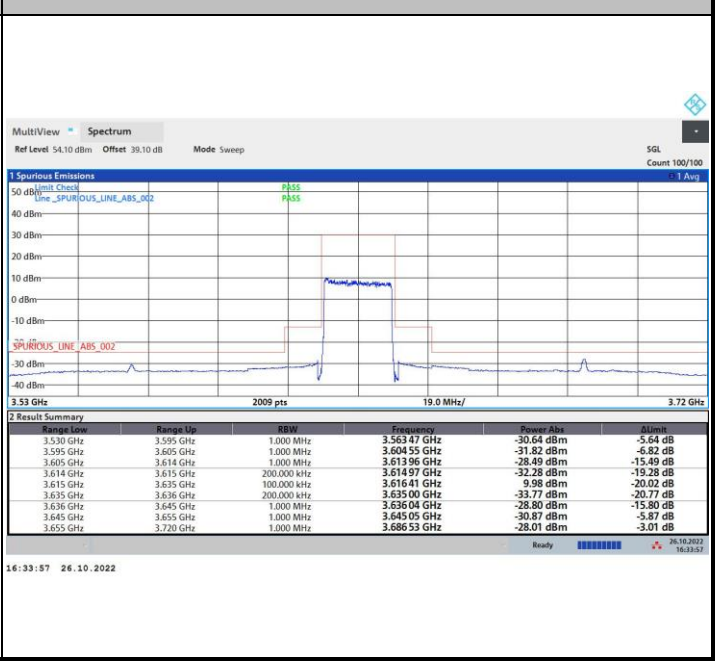 MultiView Spectrum
Ref Level 54.10 dBm Offset 39.10 dB Mode Sweep SGL
Count 100/100
1 Spurious Emissions 1 Avg
50 dBm Limit Check PASS
Line _SPURIOUS_LINE_ABS_002 PASS
40 dBm
30 dBm
20 dBm
10 dBm
0 dBm
-10 dBm
_SPURIOUS_LINE_ABS_002
-30 dBm
-40 dBm
3.53 GHz 2009 pts 19.0 MHz/ 3.72 GHz
2 Result Summary
Range Low Range Up RBW Frequency Power Abs ΔLimit
3.530 GHz 3.595 GHz 1.000 MHz 3.563 47 GHz -30.64 dBm -5.64 dB
3.595 GHz 3.605 GHz 1.000 MHz 3.604 55 GHz -31.82 dBm -6.82 dB
3.605 GHz 3.614 GHz 1.000 MHz 3.613 96 GHz -28.49 dBm -15.49 dB
3.614 GHz 3.615 GHz 200.000 kHz 3.614 97 GHz -32.28 dBm -19.28 dB
3.615 GHz 3.635 GHz 100.000 kHz 3.616 41 GHz 9.98 dBm -20.02 dB
3.635 GHz 3.636 GHz 200.000 kHz 3.635 00 GHz -33.77 dBm -20.77 dB
3.636 GHz 3.645 GHz 1.000 MHz 3.636 04 GHz -28.80 dBm -15.80 dB
3.645 GHz 3.655 GHz 1.000 MHz 3.645 05 GHz -30.87 dBm -5.87 dB
3.655 GHz 3.720 GHz 1.000 MHz 3.686 53 GHz -28.01 dBm -3.01 dB
Ready 26.10.2022
16:33:57
16:33:57 26.10.2022